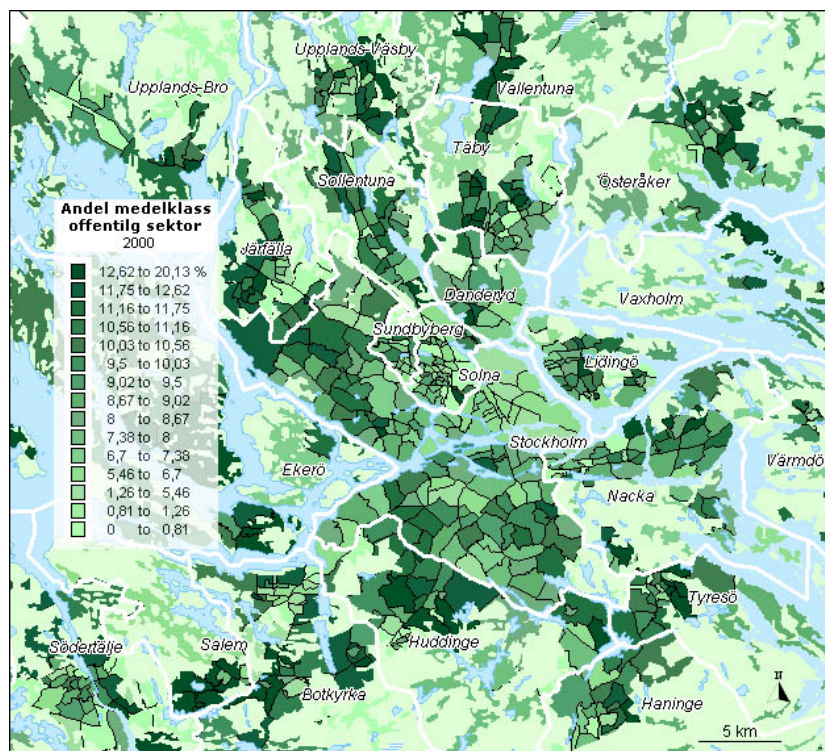 Upplands-Väsby
Upplands-Bro
Vallentuna
Täby
Sollentuna
Österåker
Andel medelklass
offentilg sektor
2000
12,62 to 20,13 %
11,75 to 12,62
11,16 to 11,75
10,56 to 11,16
10,03 to 10,56
9,5 to 10,03
9,02 to 9,5
8,67 to 9,02
8 to 8,67
7,38 to 8
6,7 to 7,38
5,46 to 6,7
1,26 to 5,46
0,81 to 1,26
0 to 0,81
Järfälla
Danderyd
Vaxholm
Sundbyberg
Lidingö
Solna
Stockholm
Ekerö
Värmdö
Nacka
Tyresö
Södertälje
Salem
Huddinge
Botkyrka
Haninge
N
5 km